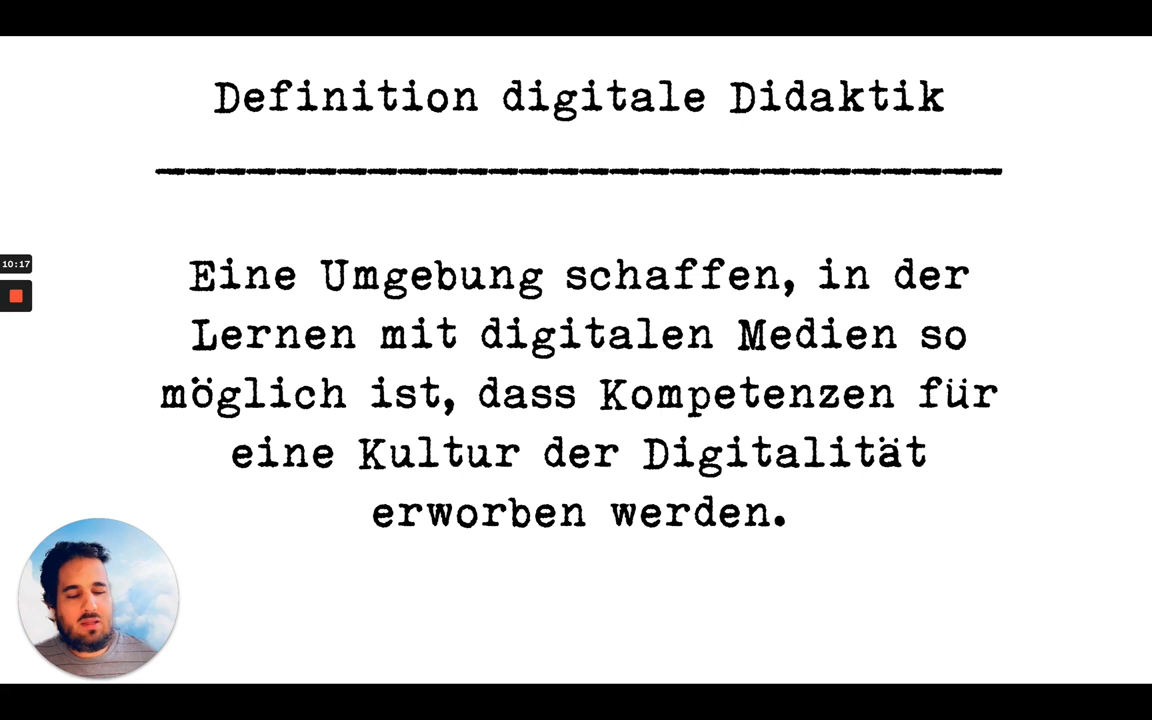 Definition digitale Didaktik
Eine Umgebung schaffen, in der
Lernen mit digitalen Medien so
möglich ist, dass Kompetenzen für
eine Kultur der Digitalität
erworben werden.
10:17